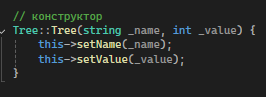 // конструктор
Tree::Tree(string _name, int _value) {
    this->setName(_name);
    this->setValue(_value);
}